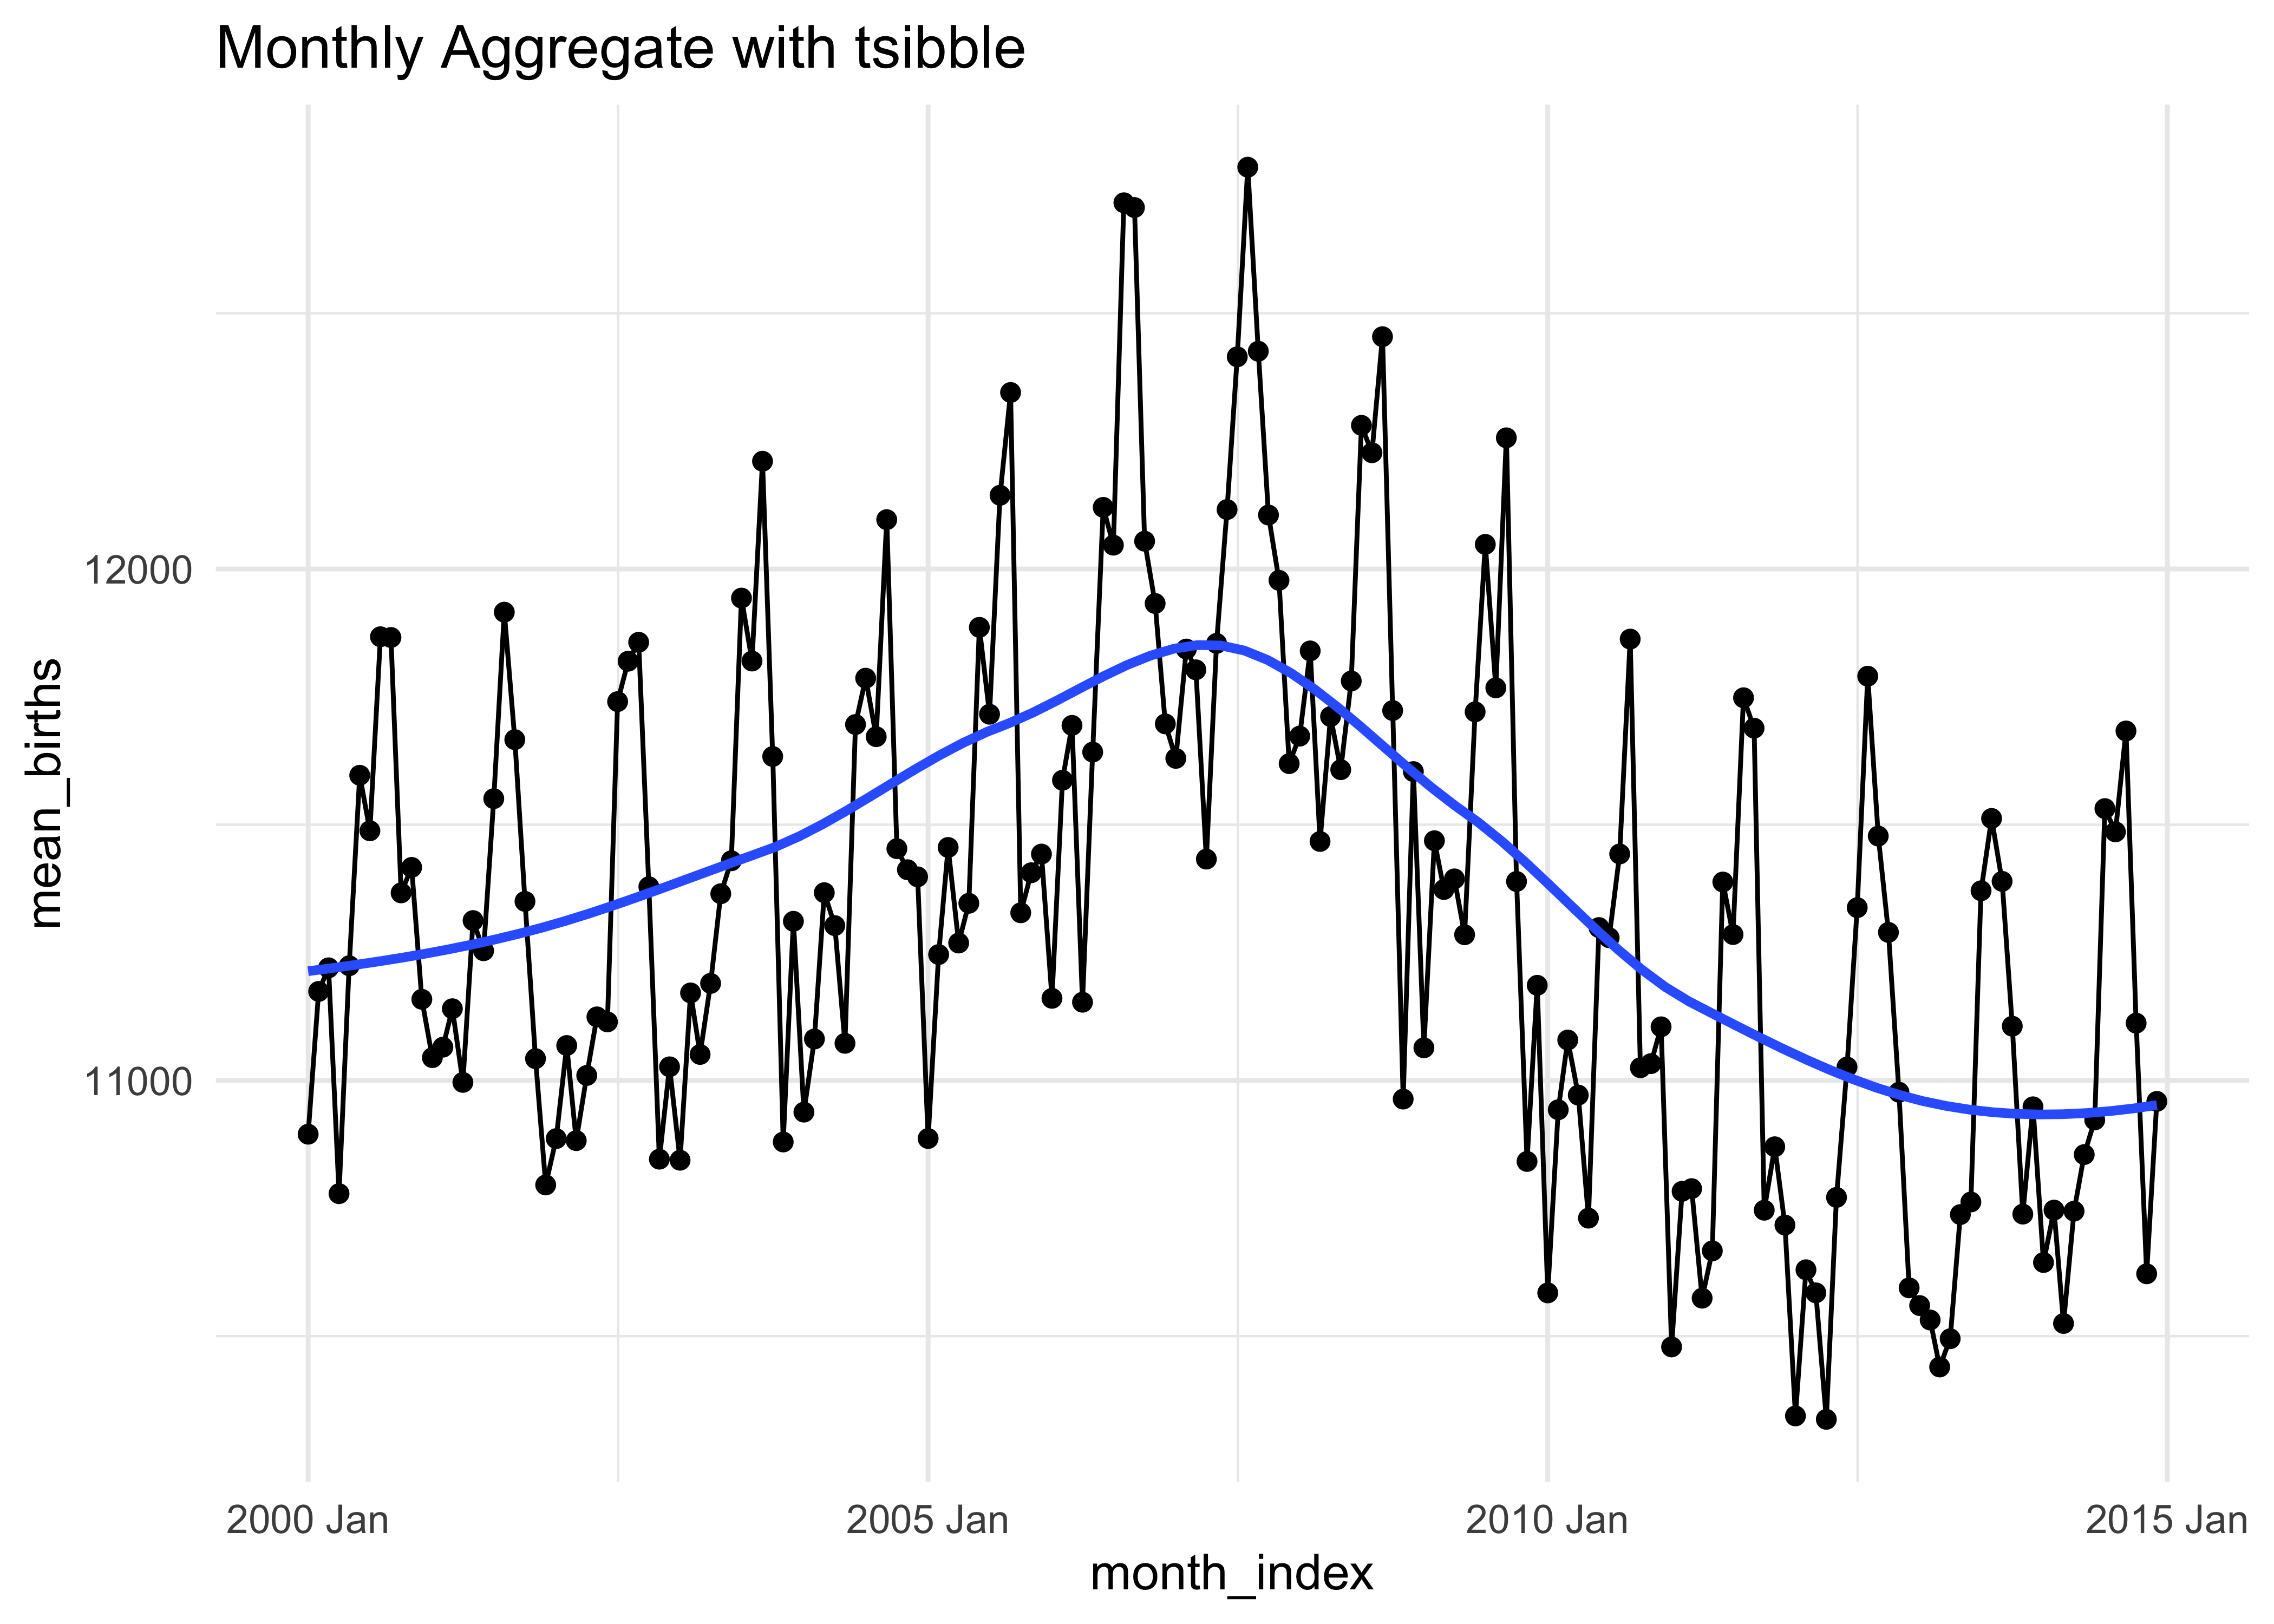 Monthly Aggregate with tsibble
mean_births
12000
11000
2000 Jan
2005 Jan
2010 Jan
2015 Jan
month_index